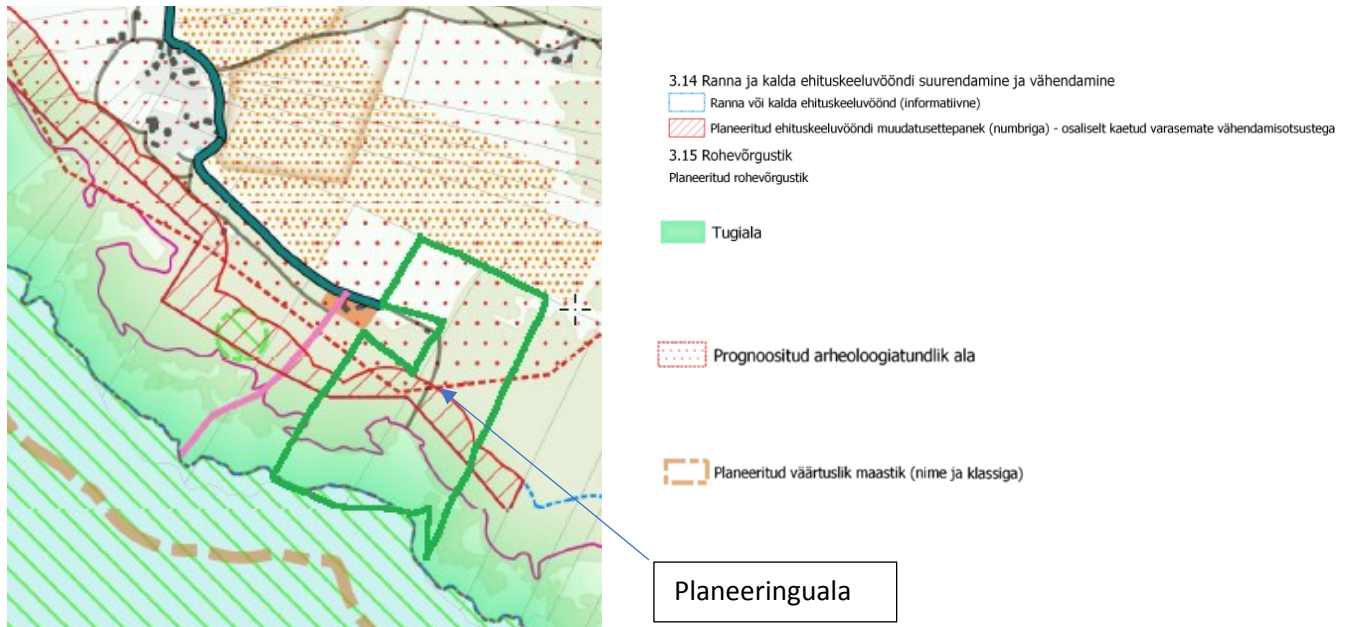 3.14 Ranna ja kalda ehituskeeluvööndi suurendamine ja vähendamine
Ranna või kalda ehituskeeluvöönd (informatiivne)
Planeeritud ehituskeeluvööndi muudatusettepanek (numbriga) - osaliselt kaetud varasemate vähendamisotsustega
3.15 Rohevõrgustik
Planeeritud rohevõrgustik
Tugiala
Prognoositud arheoloogiatundlik ala
Planeeritud väärtuslik maastik (nime ja klassiga)
Planeeringuala